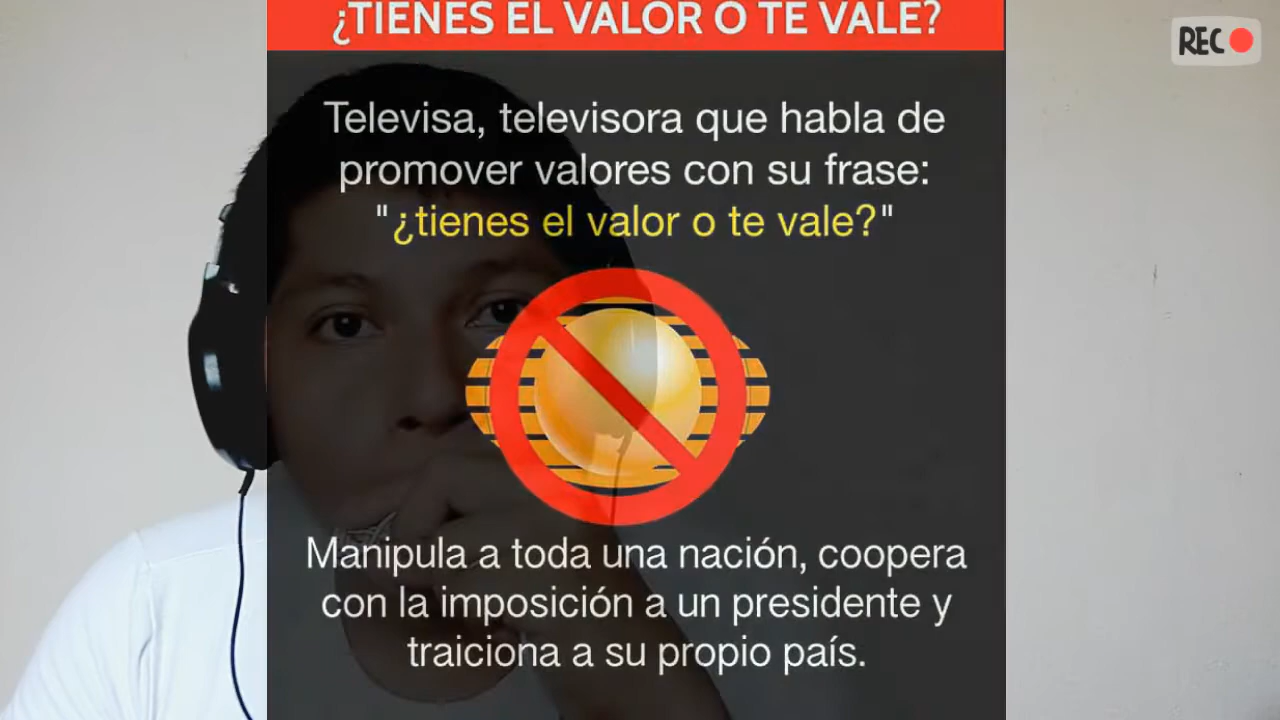 ¿TIENES EL VALOR O TE VALE?
REC
Televisa, televisora que habla de
promover valores con su frase:
"¿tienes el valor o te vale?"
Manipula a toda una nación, coopera
con la imposición a un presidente y
traiciona a su propio país.